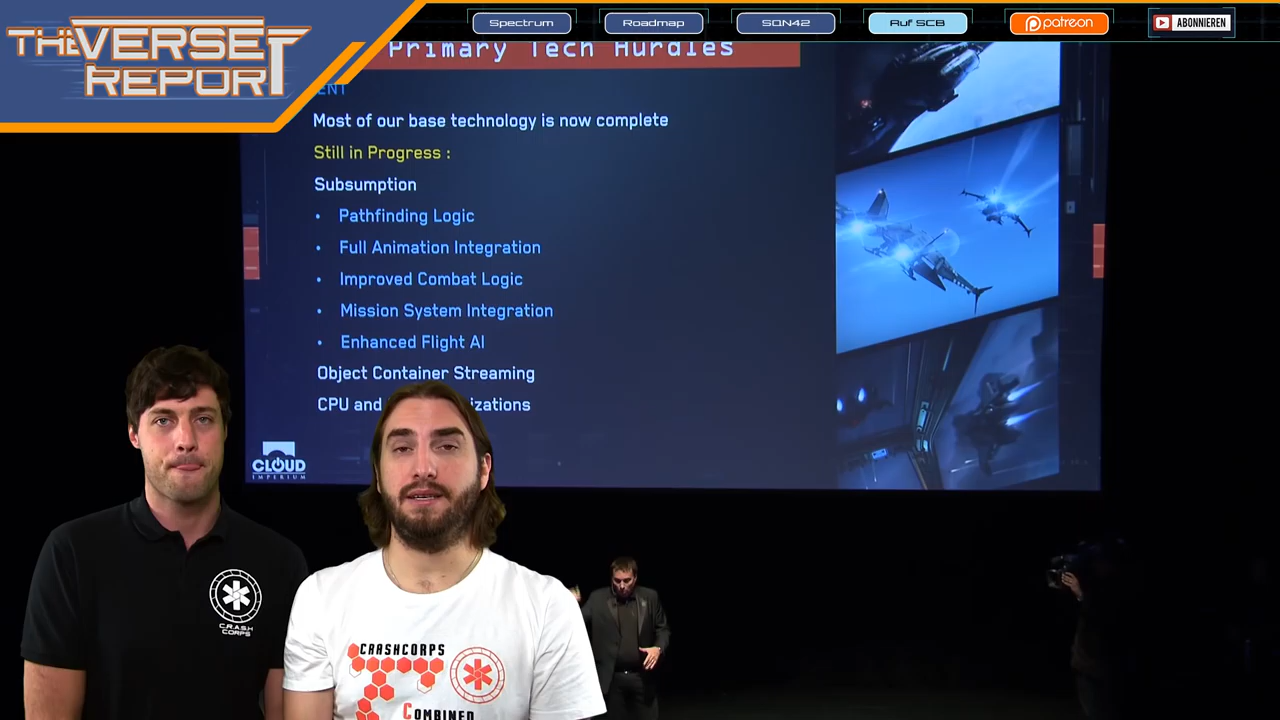 THE VERSE
REPORT
Spectrum
Roadmap
SQN42
Ruf SCB
patreon
ABONNIEREN
Primary Tech Hurdles
ENT
Most of our base technology is now complete
Still in Progress :
Subsumption
• Pathfinding Logic
• Full Animation Integration
• Improved Combat Logic
• Mission System Integration
• Enhanced Flight AI
Object Container Streaming
CPU and izations
CLOUD
IMPERIUM
C.R.A.S.H
CORPS
CRASHCORPS
COMBINED